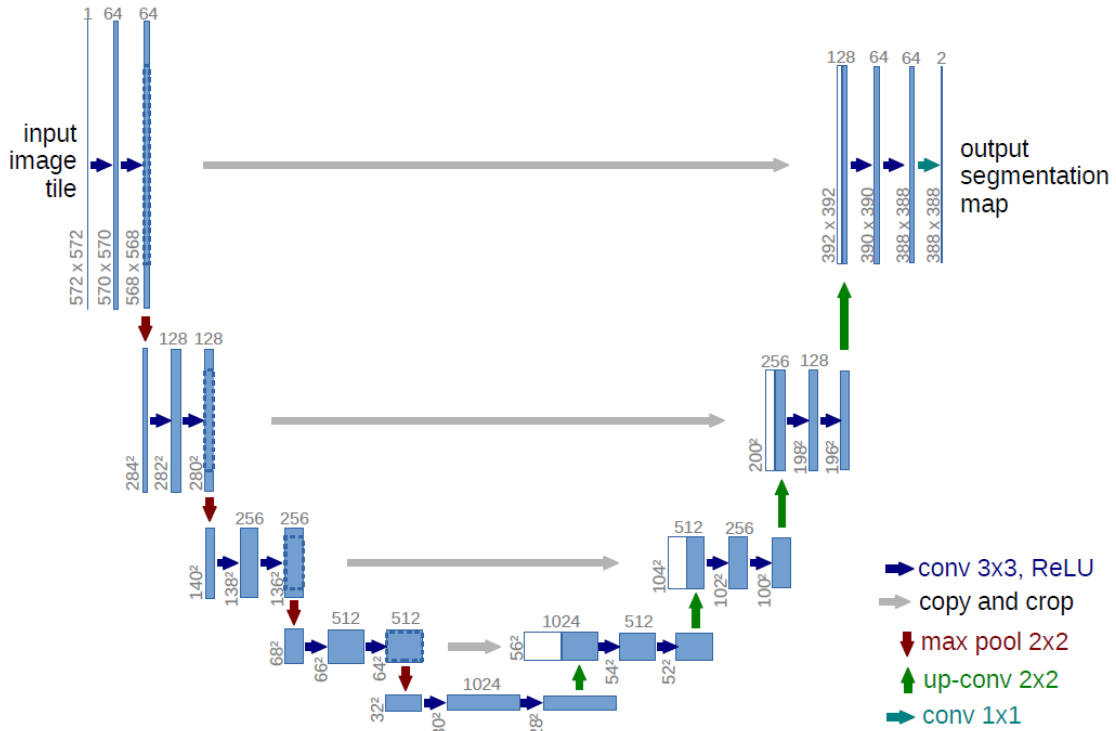 1 64 64
input
image
tile
572 x 572
570 x 570
568 x 568
128 64 64 2
392 x 392
390 x 390
388 x 388
388 x 388
output
segmentation
map
128 128
284²
282²
280²
256 128
200²
198²
196²
256 256
140²
138²
136²
512 256
104²
102²
100²
512 512
68²
66²
64²
1024 512
56²
54²
52²
1024
32²
30²
28²
conv 3x3, ReLU
copy and crop
max pool 2x2
up-conv 2x2
conv 1x1